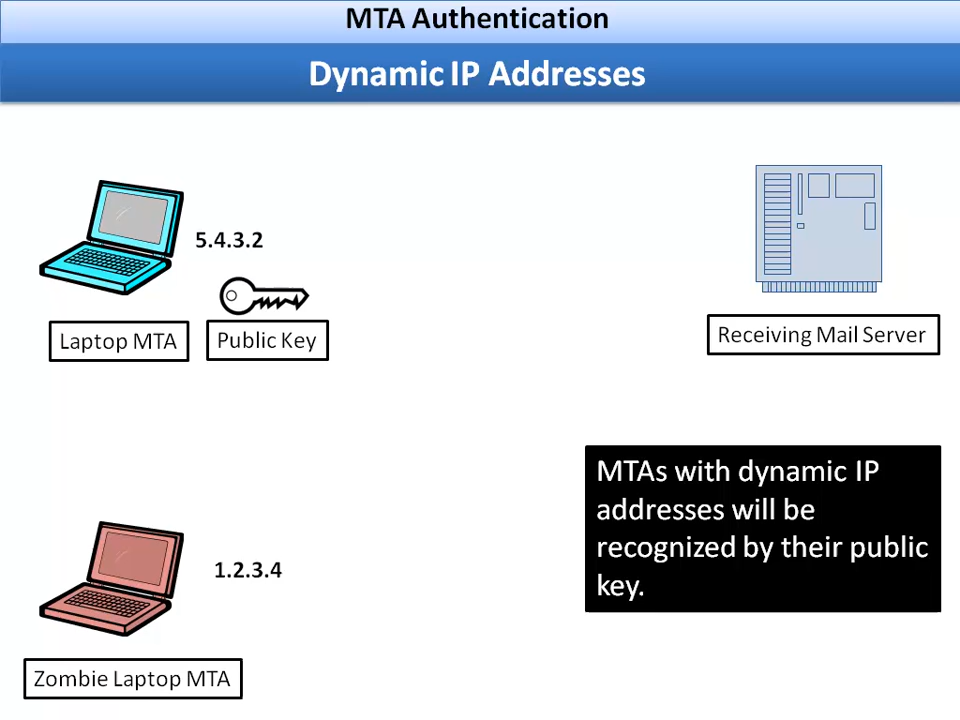 MTA Authentication
Dynamic IP Addresses
5.4.3.2
Laptop MTA
Public Key
Receiving Mail Server
MTAs with dynamic IP
addresses will be
recognized by their public
key.
1.2.3.4
Zombie Laptop MTA